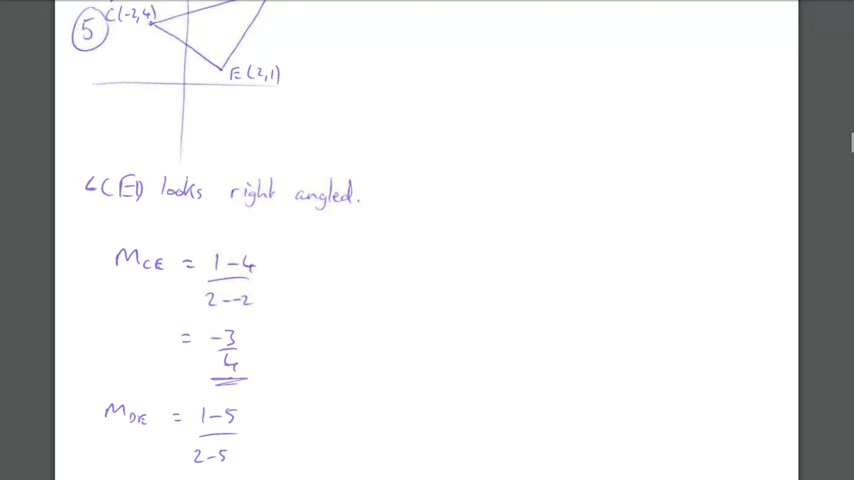 5
C(-2,4)
E(2,1)
∠CED looks right angled.
M_CE = 1-4
2--2
= -3
4
M_DE = 1-5
2-5